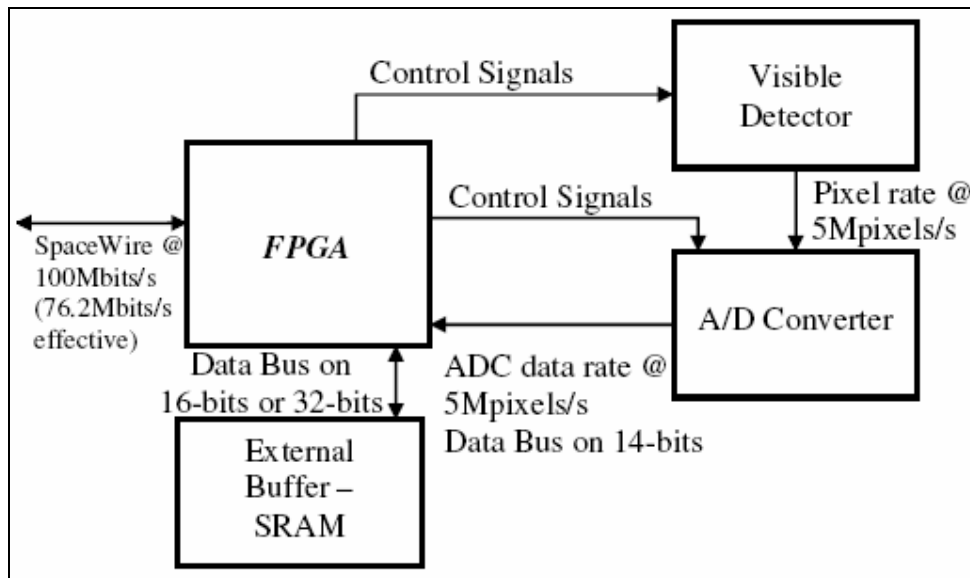 Control Signals
Visible
Detector
Control Signals
Pixel rate @
5Mpixels/s
SpaceWire @
100Mbits/s
(76.2Mbits/s
effective)
FPGA
A/D Converter
Data Bus on
16-bits or 32-bits
ADC data rate @
5Mpixels/s
Data Bus on 14-bits
External
Buffer –
SRAM